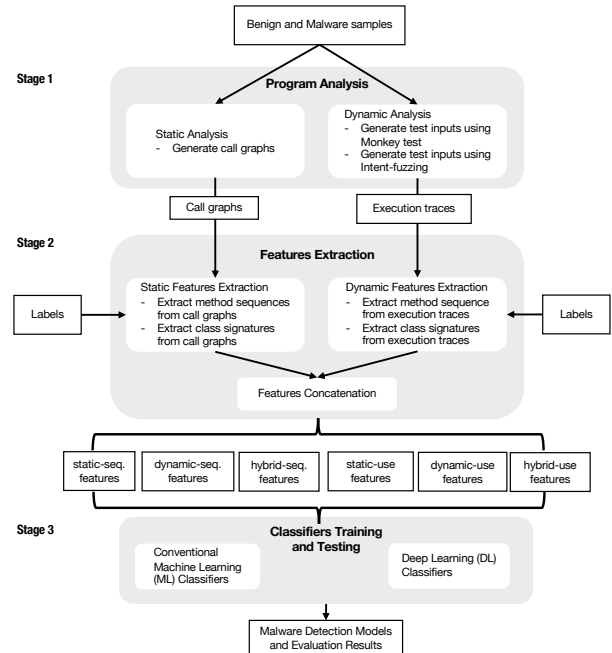 Benign and Malware samples
Stage 1
Program Analysis
Static Analysis
- Generate call graphs
Dynamic Analysis
- Generate test inputs using
Monkey test
- Generate test inputs using
Intent-fuzzing
Call graphs
Execution traces
Stage 2
Features Extraction
Labels
Static Features Extraction
- Extract method sequences
from call graphs
- Extract class signatures
from call graphs
Dynamic Features Extraction
- Extract method sequence
from execution traces
- Extract class signatures
from execution traces
Labels
Features Concatenation
static-seq.
features
dynamic-seq.
features
hybrid-seq.
features
static-use
features
dynamic-use
features
hybrid-use
features
Stage 3
Classifiers Training
and Testing
Conventional
Machine Learning
(ML) Classifiers
Deep Learning (DL)
Classifiers
Malware Detection Models
and Evaluation Results